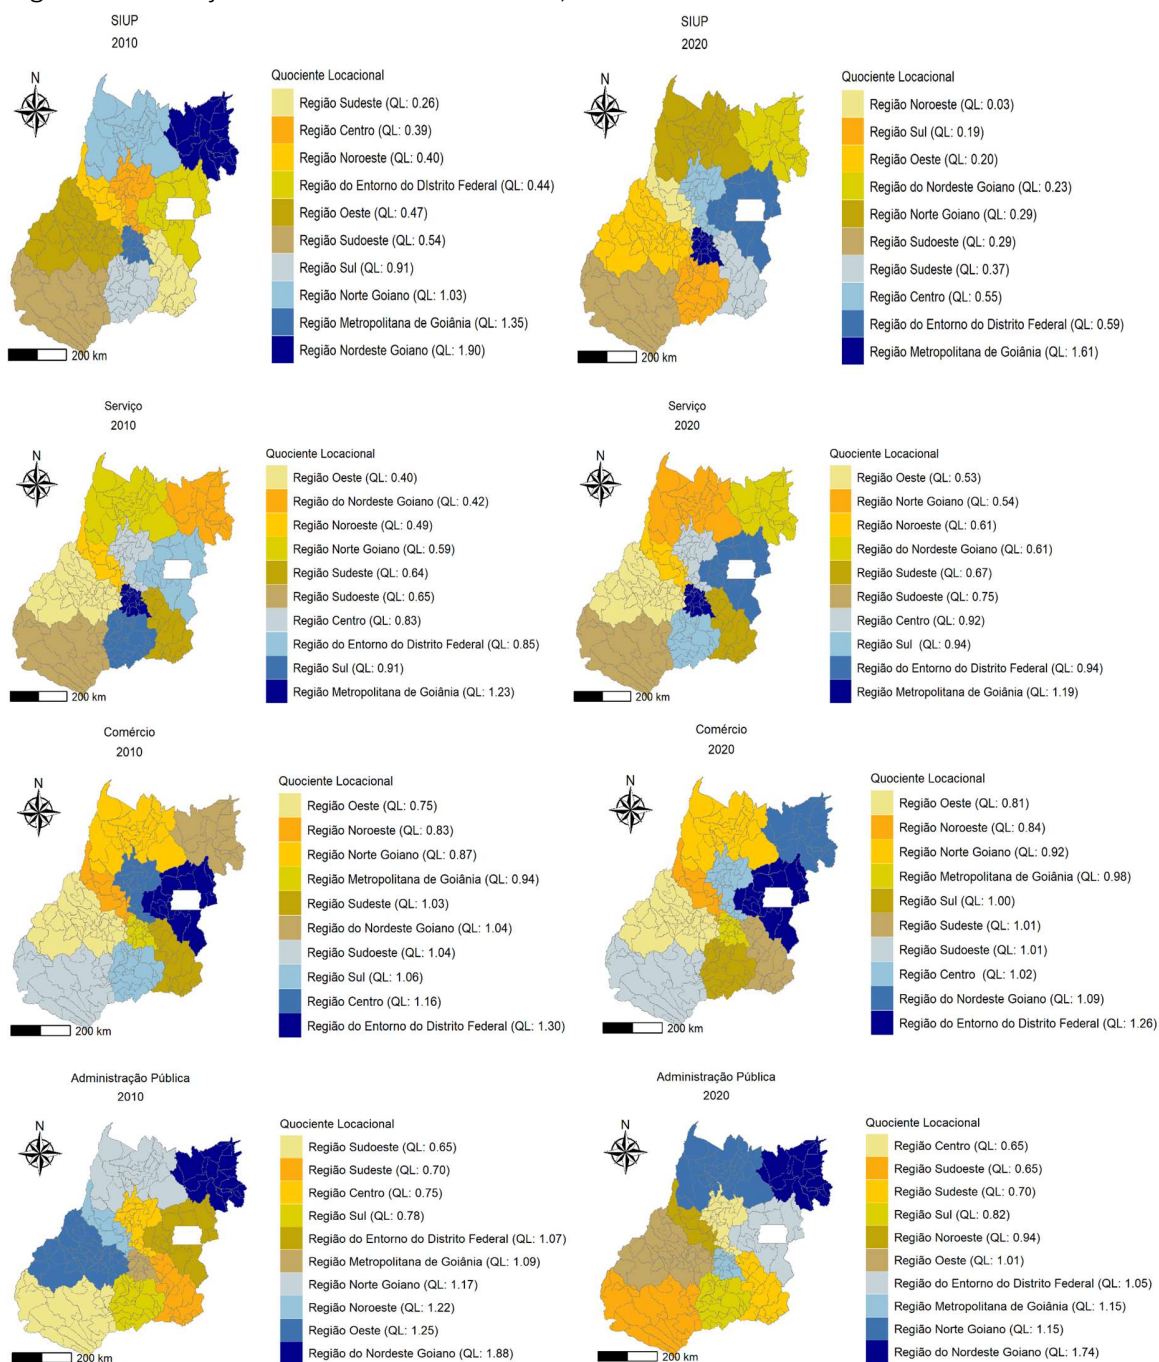 SIUP
2010
N
Quociente Locacional
Região Sudeste (QL: 0.26)
Região Centro (QL: 0.39)
Região Noroeste (QL: 0.40)
Região do Entorno do DIstrito Federal (QL: 0.44)
Região Oeste (QL: 0.47)
Região Sudoeste (QL: 0.54)
Região Sul (QL: 0.91)
Região Norte Goiano (QL: 1.03)
Região Metropolitana de Goiânia (QL: 1.35)
Região Nordeste Goiano (QL: 1.90)
200 km
SIUP
2020
N
Quociente Locacional
Região Noroeste (QL: 0.03)
Região Sul (QL: 0.19)
Região Oeste (QL: 0.20)
Região do Nordeste Goiano (QL: 0.23)
Região Norte Goiano (QL: 0.29)
Região Sudoeste (QL: 0.29)
Região Sudeste (QL: 0.37)
Região Centro (QL: 0.55)
Região do Entorno do Distrito Federal (QL: 0.59)
Região Metropolitana de Goiânia (QL: 1.61)
200 km
Serviço
2010
N
Quociente Locacional
Região Oeste (QL: 0.40)
Região do Nordeste Goiano (QL: 0.42)
Região Noroeste (QL: 0.49)
Região Norte Goiano (QL: 0.59)
Região Sudeste (QL: 0.64)
Região Sudoeste (QL: 0.65)
Região Centro (QL: 0.83)
Região do Entorno do Distrito Federal (QL: 0.85)
Região Sul (QL: 0.91)
Região Metropolitana de Goiânia (QL: 1.23)
200 km
Serviço
2020
N
Quociente Locacional
Região Oeste (QL: 0.53)
Região Norte Goiano (QL: 0.54)
Região Noroeste (QL: 0.61)
Região do Nordeste Goiano (QL: 0.61)
Região Sudeste (QL: 0.67)
Região Sudoeste (QL: 0.75)
Região Centro (QL: 0.92)
Região Sul (QL: 0.94)
Região do Entorno do Distrito Federal (QL: 0.94)
Região Metropolitana de Goiânia (QL: 1.19)
200 km
Comércio
2010
N
Quociente Locacional
Região Oeste (QL: 0.75)
Região Noroeste (QL: 0.83)
Região Norte Goiano (QL: 0.87)
Região Metropolitana de Goiânia (QL: 0.94)
Região Sudeste (QL: 1.03)
Região do Nordeste Goiano (QL: 1.04)
Região Sudoeste (QL: 1.04)
Região Sul (QL: 1.06)
Região Centro (QL: 1.16)
Região do Entorno do Distrito Federal (QL: 1.30)
200 km
Comércio
2020
N
Quociente Locacional
Região Oeste (QL: 0.81)
Região Noroeste (QL: 0.84)
Região Norte Goiano (QL: 0.92)
Região Metropolitana de Goiânia (QL: 0.98)
Região Sul (QL: 1.00)
Região Sudeste (QL: 1.01)
Região Sudoeste (QL: 1.01)
Região Centro (QL: 1.02)
Região do Nordeste Goiano (QL: 1.09)
Região do Entorno do Distrito Federal (QL: 1.26)
200 km
Administração Pública
2010
N
Quociente Locacional
Região Sudoeste (QL: 0.65)
Região Sudeste (QL: 0.70)
Região Centro (QL: 0.75)
Região Sul (QL: 0.78)
Região do Entorno do Distrito Federal (QL: 1.07)
Região Metropolitana de Goiânia (QL: 1.09)
Região Norte Goiano (QL: 1.17)
Região Noroeste (QL: 1.22)
Região Oeste (QL: 1.25)
Região do Nordeste Goiano (QL: 1.88)
200 km
Administração Pública
2020
N
Quociente Locacional
Região Centro (QL: 0.65)
Região Sudoeste (QL: 0.65)
Região Sudeste (QL: 0.70)
Região Sul (QL: 0.82)
Região Noroeste (QL: 0.94)
Região Oeste (QL: 1.01)
Região do Entorno do Distrito Federal (QL: 1.05)
Região Metropolitana de Goiânia (QL: 1.15)
Região Norte Goiano (QL: 1.15)
Região do Nordeste Goiano (QL: 1.74)
200 km